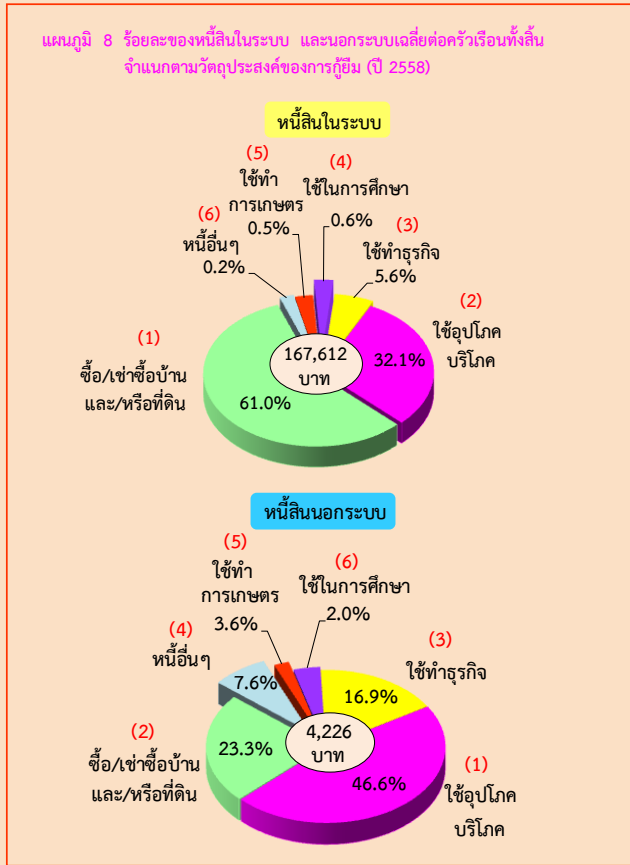 แผนภูมิ 8 ร้อยละของหนี้สินในระบบ และนอกระบบเฉลี่ยต่อครัวเรือนทั้งสิ้น
จำแนกตามวัตถุประสงค์ของการกู้ยืม (ปี 2558)
หนี้สินในระบบ
(5)
ใช้ทำ
การเกษตร
0.5%
(4)
ใช้ในการศึกษา
0.6%
(6)
หนี้อื่นๆ
0.2%
(3)
ใช้ทำธุรกิจ
5.6%
(2)
ใช้อุปโภค
บริโภค
32.1%
(1)
ซื้อ/เช่าซื้อบ้าน
และ/หรือที่ดิน
61.0%
167,612
บาท
หนี้สินนอกระบบ
(5)
ใช้ทำ
การเกษตร
3.6%
(6)
ใช้ในการศึกษา
2.0%
(4)
หนี้อื่นๆ
7.6%
(3)
ใช้ทำธุรกิจ
16.9%
(2)
ซื้อ/เช่าซื้อบ้าน
และ/หรือที่ดิน
23.3%
4,226
บาท
(1)
ใช้อุปโภค
บริโภค
46.6%